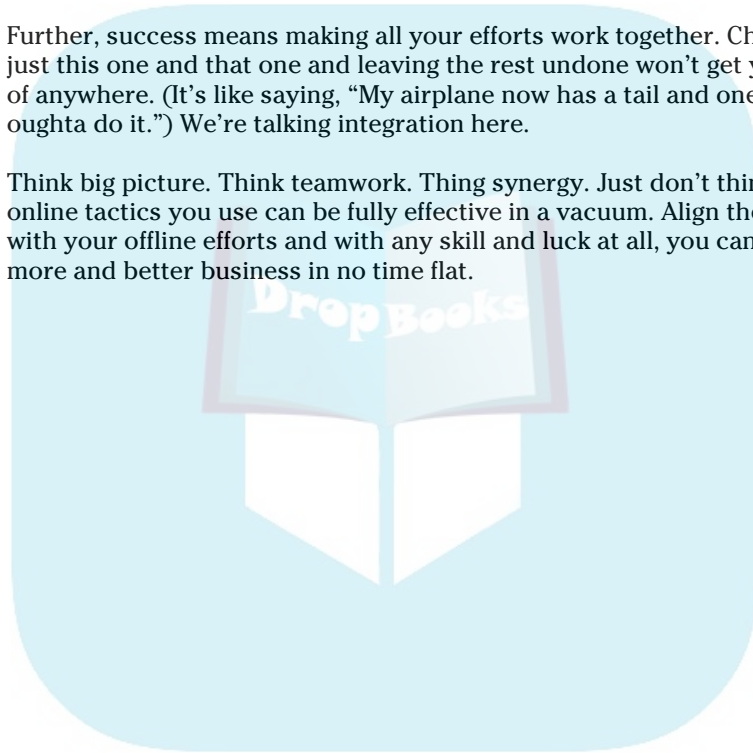 Further, success means making all your efforts work together. Ch
just this one and that one and leaving the rest undone won’t get y
of anywhere. (It’s like saying, “My airplane now has a tail and one
oughta do it.”) We’re talking integration here.
Think big picture. Think teamwork. Thing synergy. Just don’t thin
online tactics you use can be fully effective in a vacuum. Align the
with your offline efforts and with any skill and luck at all, you can
more and better business in no time flat.
DropBooks